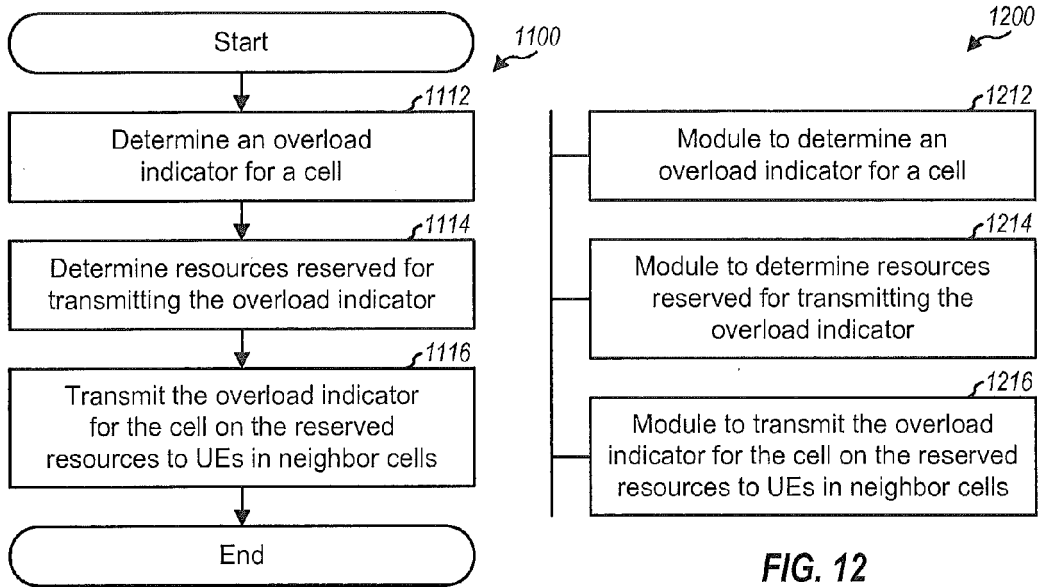 Start
1100
1112
Determine an overload
indicator for a cell
1114
Determine resources reserved for
transmitting the overload indicator
1116
Transmit the overload indicator
for the cell on the reserved
resources to UEs in neighbor cells
End
1200
1212
Module to determine an
overload indicator for a cell
1214
Module to determine resources
reserved for transmitting the
overload indicator
1216
Module to transmit the overload
indicator for the cell on the reserved
resources to UEs in neighbor cells
FIG. 12